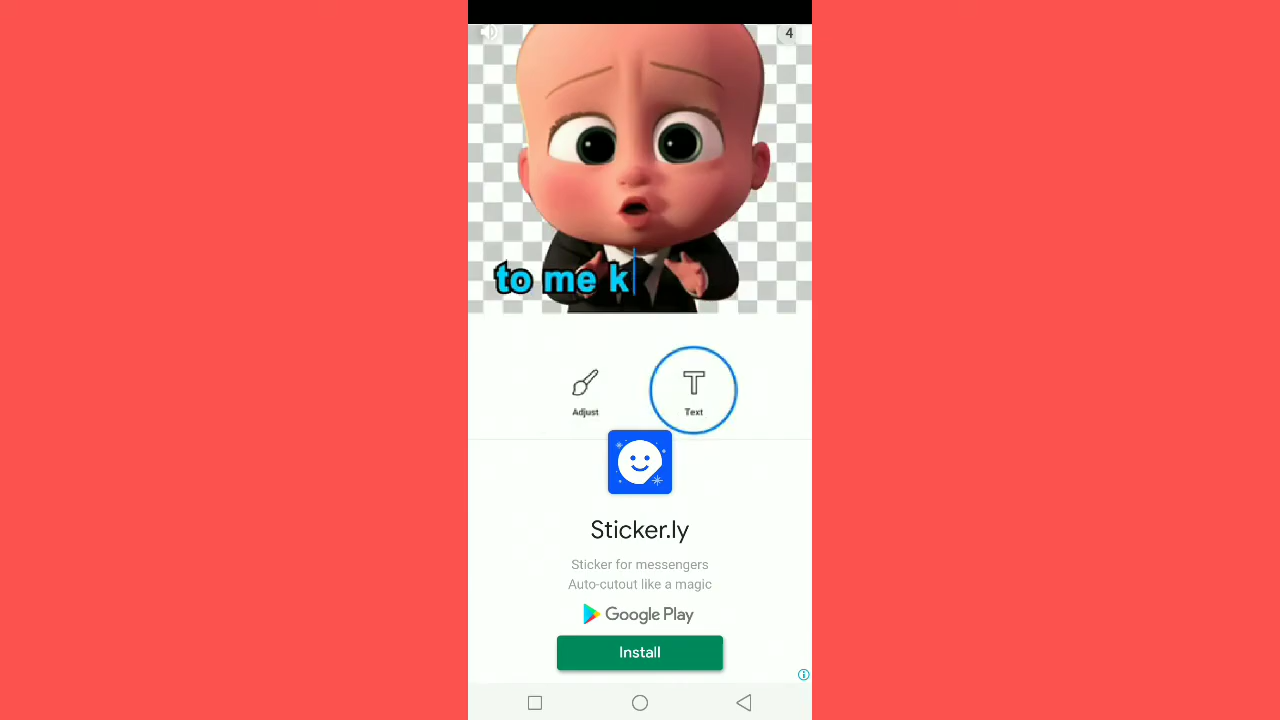 4
to me k
Adjust
Text
Sticker.ly
Sticker for messengers
Auto-cutout like a magic
Google Play
Install